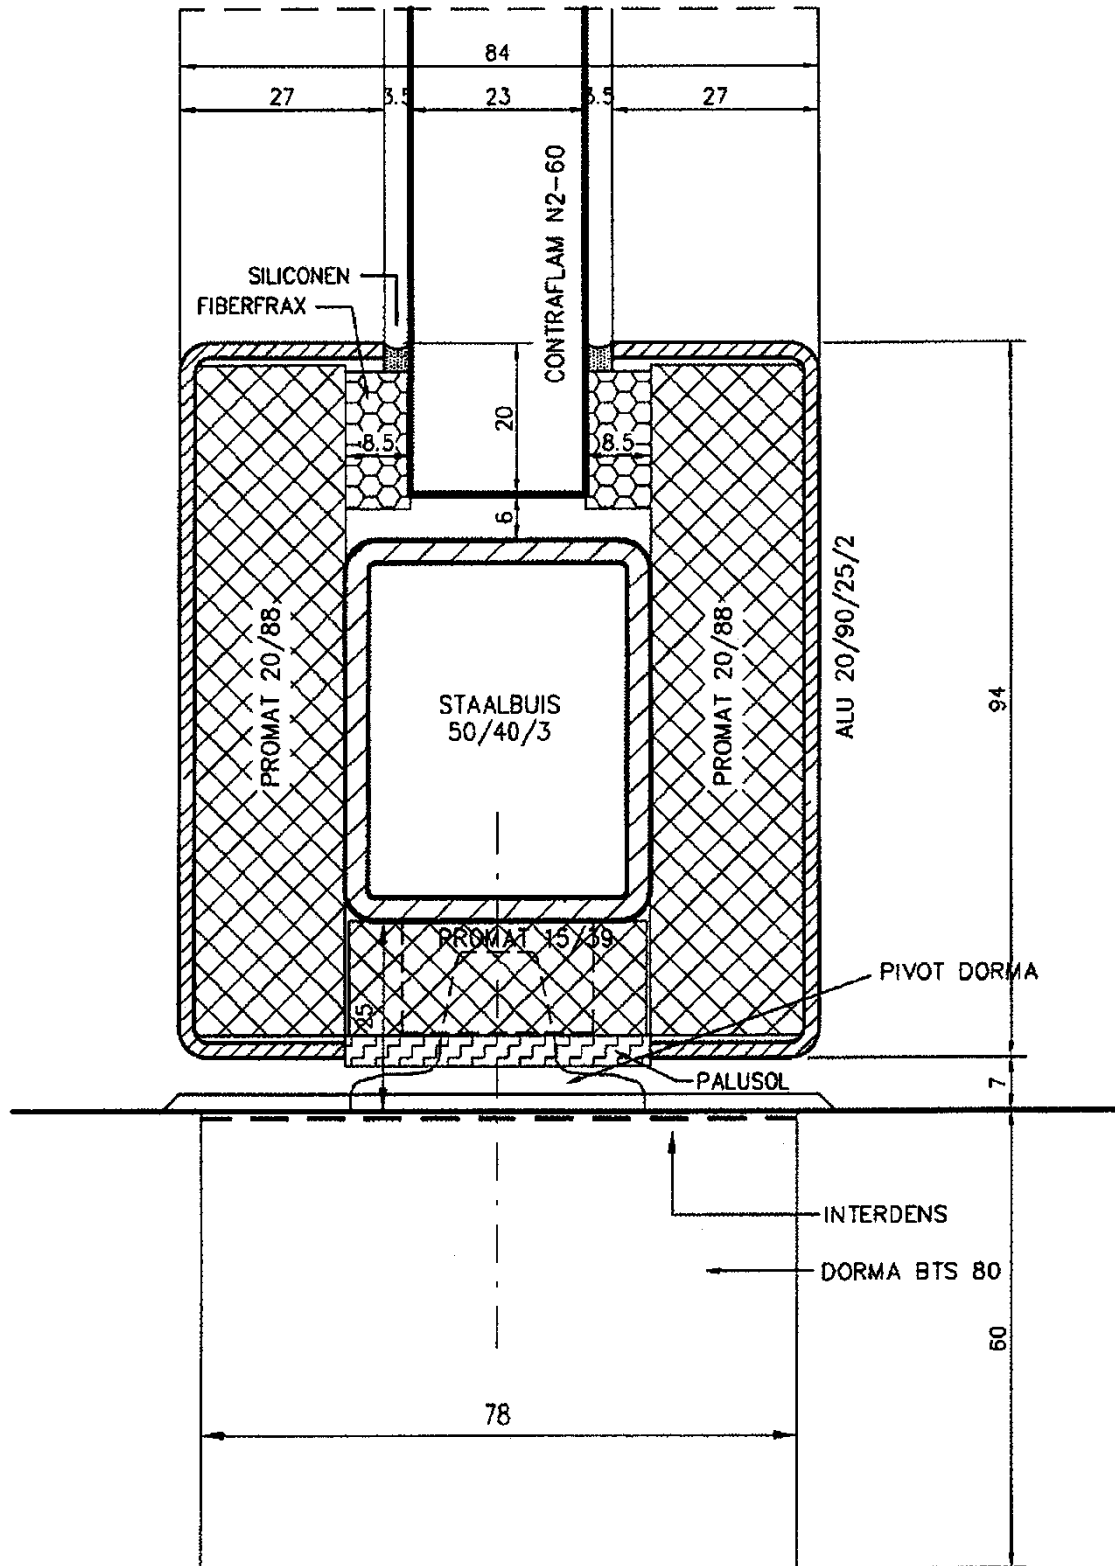 84
27
3.5
23
3.5
27
CONTRAFLAM N2-60
SILICONEN
FIBERFRAX
20
8.5
8.5
6
PROMAT 20/88
PROMAT 20/88
ALU 20/90/25/2
STAALBUIS
50/40/3
94
PROMAT 15/39
PIVOT DORMA
25
PALUSOL
7
INTERDENS
DORMA BTS 80
60
78